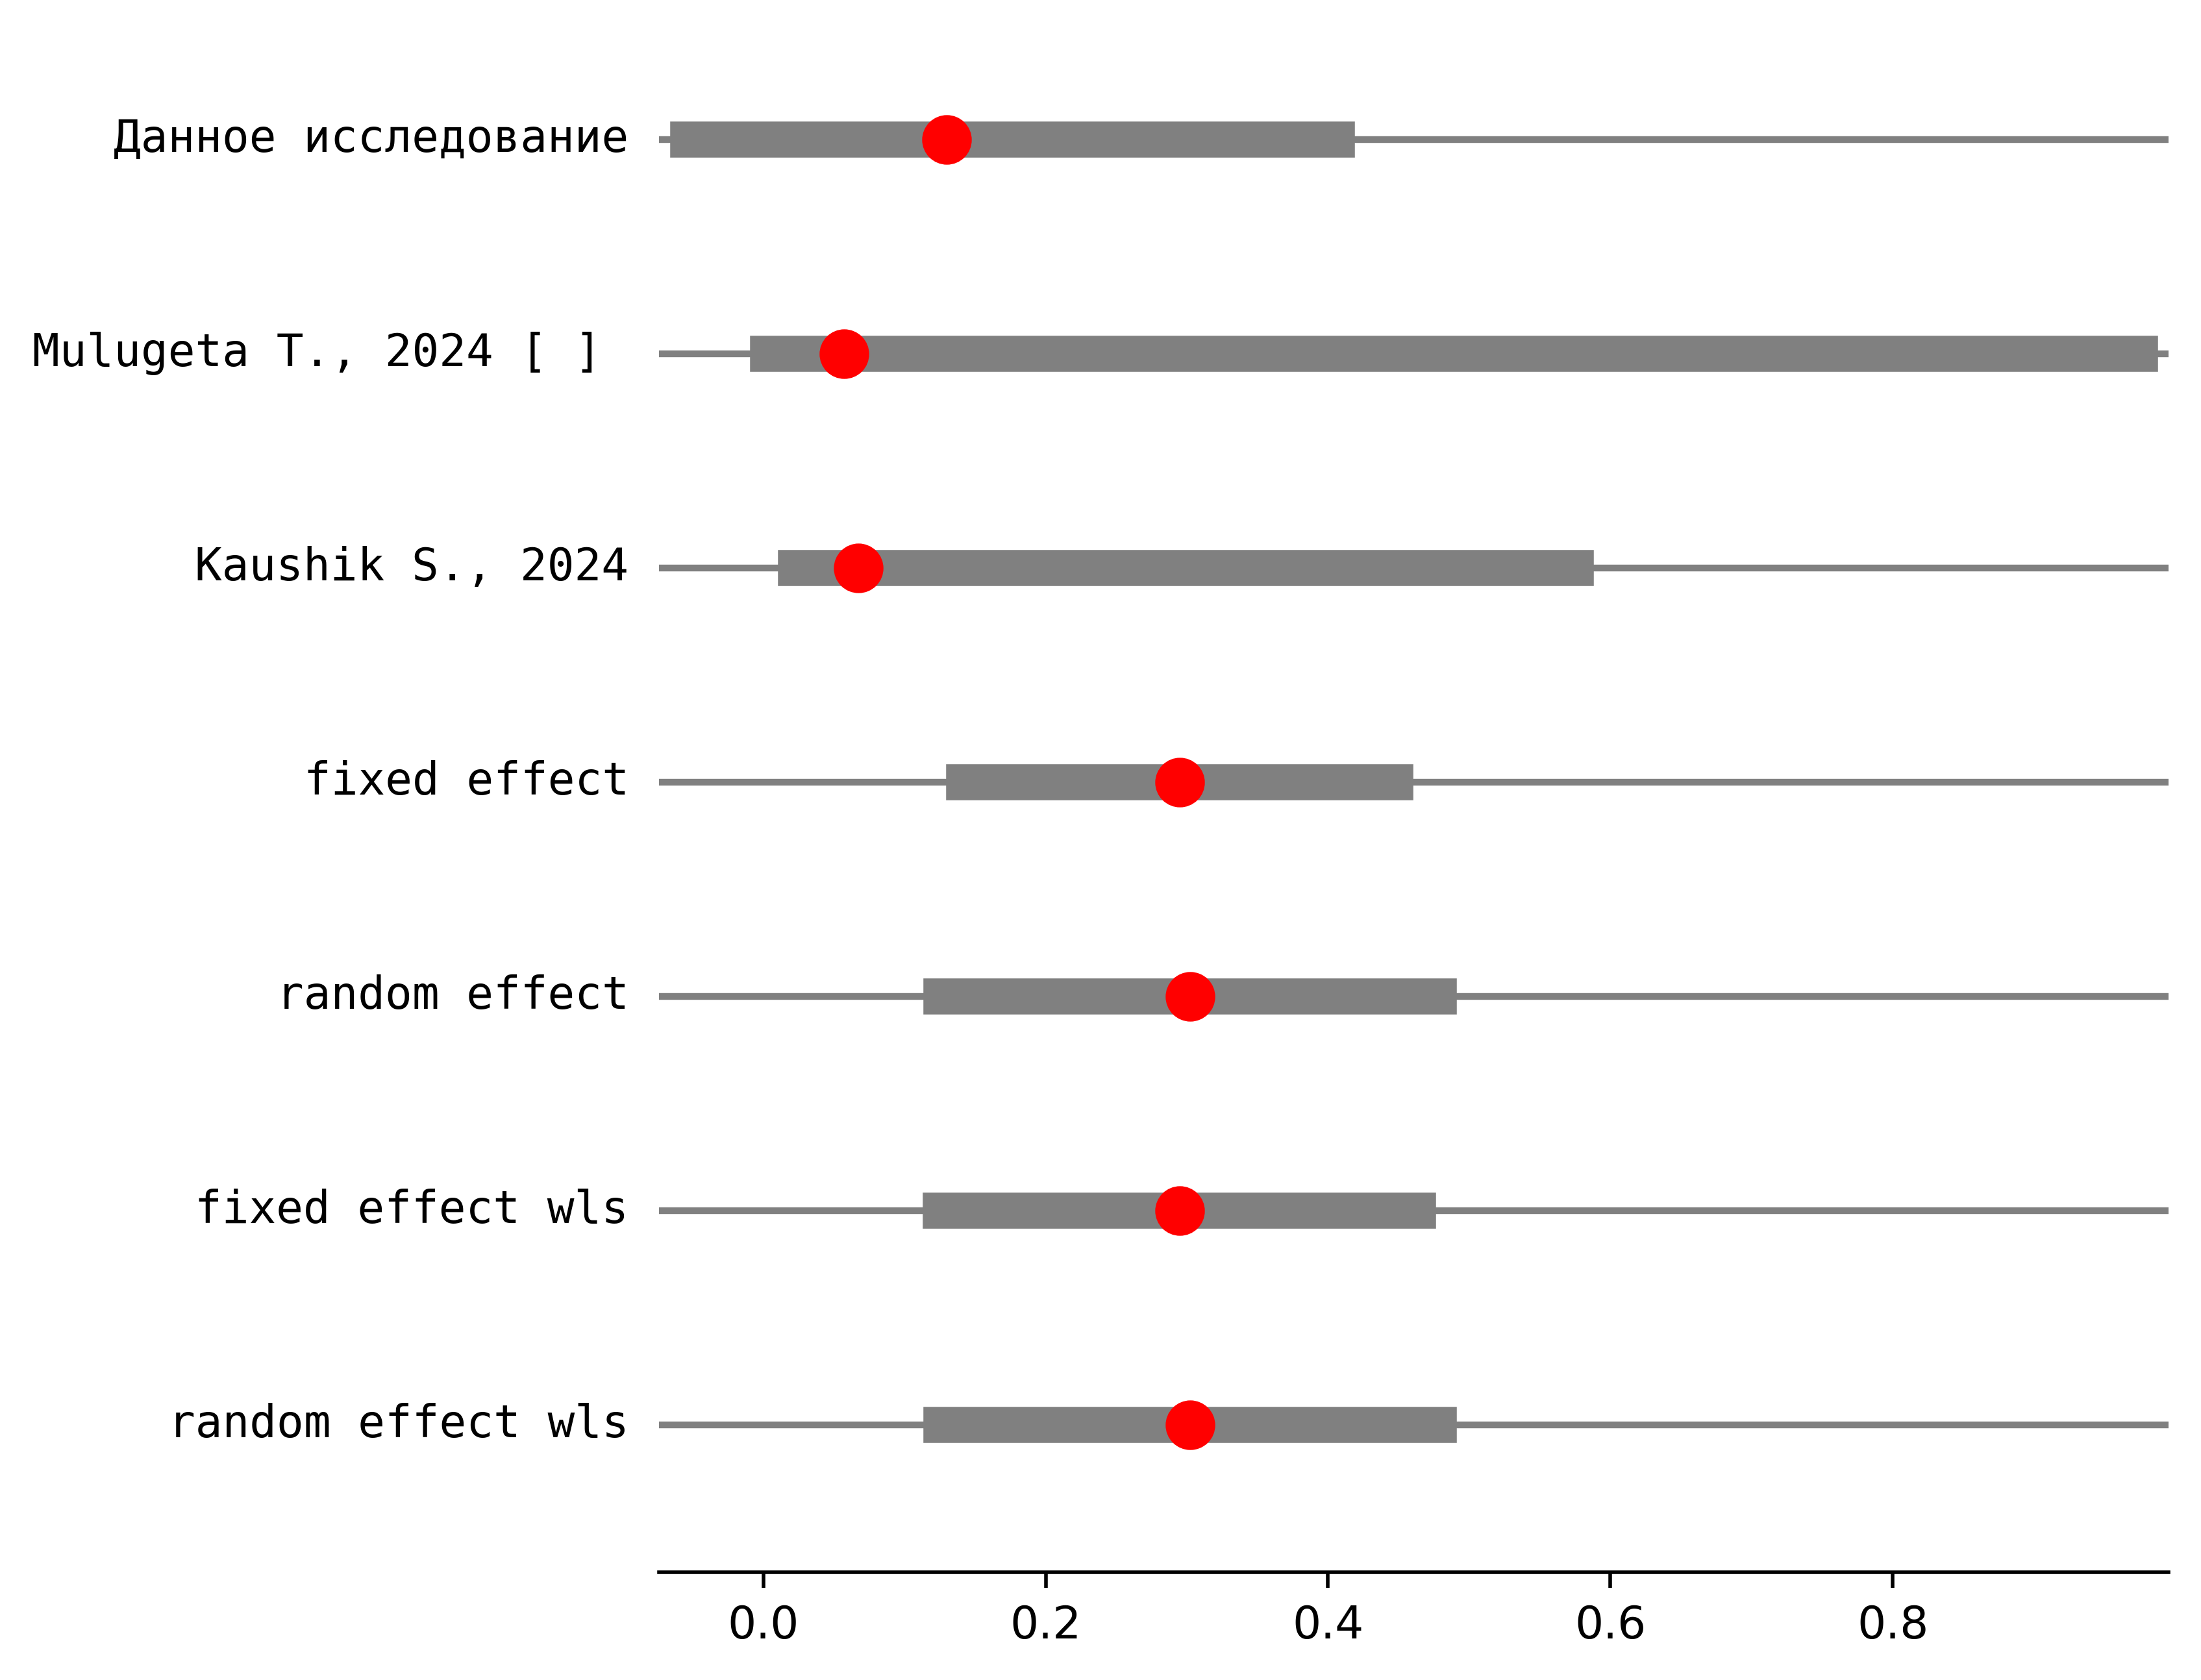 Данное исследование
Mulugeta T., 2024 [ ]
Kaushik S., 2024
fixed effect
random effect
fixed effect wls
random effect wls
0.0 0.2 0.4 0.6 0.8